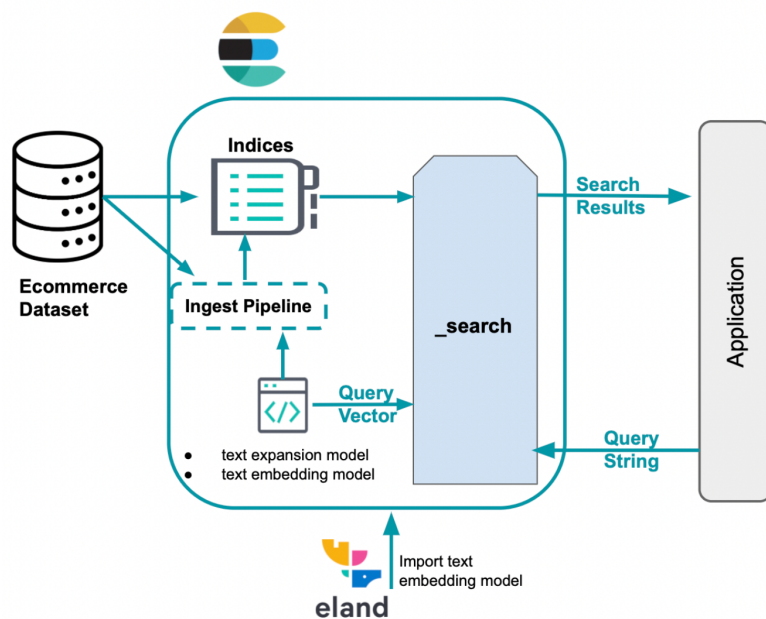 Indices
Ecommerce
Dataset
Ingest Pipeline
</>
Query
Vector
text expansion model
text embedding model
_search
Search
Results
Query
String
Application
eland
Import text
embedding model